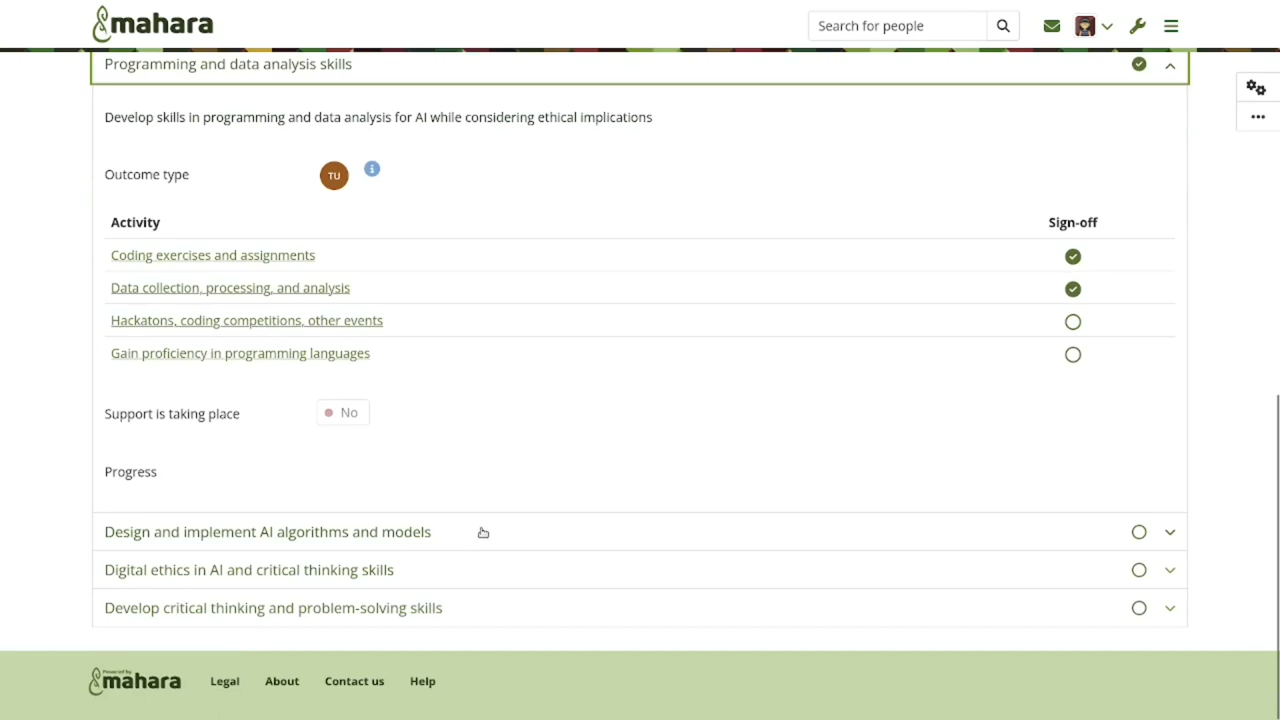 mahara
Search for people
Programming and data analysis skills
Develop skills in programming and data analysis for AI while considering ethical implications
Outcome type TU
Activity Sign-off
Coding exercises and assignments
Data collection, processing, and analysis
Hackatons, coding competitions, other events
Gain proficiency in programming languages
Support is taking place No
Progress
Design and implement AI algorithms and models
Digital ethics in AI and critical thinking skills
Develop critical thinking and problem-solving skills
Powered by
mahara Legal About Contact us Help